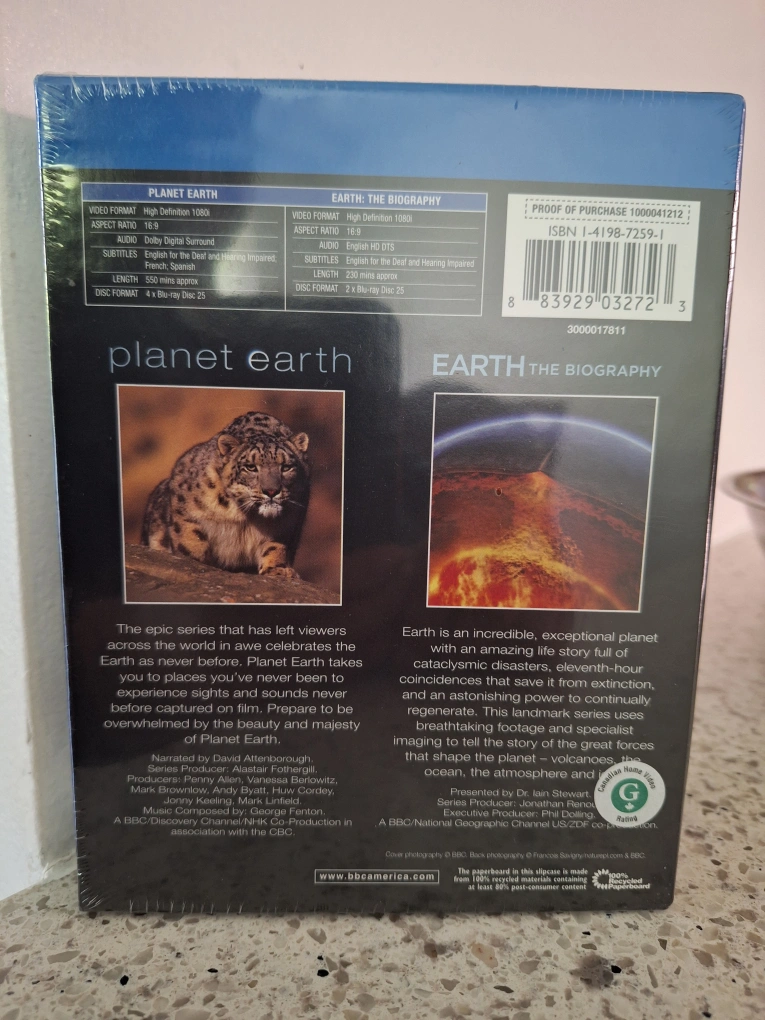 PLANET EARTH
VIDEO FORMAT High Definition 1080i
ASPECT RATIO 16:9
AUDIO Dolby Digital Surround
SUBTITLES English for the Deaf and Hearing Impaired;
French; Spanish
LENGTH 550 mins approx
DISC FORMAT 4 x Blu-ray Disc 25
EARTH: THE BIOGRAPHY
VIDEO FORMAT High Definition 1080i
ASPECT RATIO 16:9
AUDIO English HD DTS
SUBTITLES English for the Deaf and Hearing Impaired
LENGTH 230 mins approx
DISC FORMAT 2 x Blu-ray Disc 25
PROOF OF PURCHASE 1000041212
ISBN 1-4198-7259-1
8 83929 03272 3
3000017811
planet earth
The epic series that has left viewers
across the world in awe celebrates the
Earth as never before. Planet Earth takes
you to places you've never been to
experience sights and sounds never
before captured on film. Prepare to be
overwhelmed by the beauty and majesty
of Planet Earth.
Narrated by David Attenborough.
Series Producer: Alastair Fothergill.
Producers: Penny Allen, Vanessa Berlowitz,
Mark Brownlow, Andy Byatt, Huw Cordey,
Jonny Keeling, Mark Linfield.
Music Composed by: George Fenton.
A BBC/Discovery Channel/NHK Co-Production in
association with the CBC.
EARTH THE BIOGRAPHY
Earth is an incredible, exceptional planet
with an amazing life story full of
cataclysmic disasters, eleventh-hour
coincidences that save it from extinction,
and an astonishing power to continually
regenerate. This landmark series uses
breathtaking footage and specialist
imaging to tell the story of the great forces
that shape the planet – volcanoes, the
ocean, the atmosphere and
Presented by Dr. Iain Stewart.
Series Producer: Jonathan
Executive Producer: Phil Dolling.
A BBC/National Geographic Channel US/ZDF
Canadian Home Video
G
Rating
Cover photography © BBC. Back photography © Francois Savigny/naturepl.com & BBC.
www.bbcamerica.com
The paperboard in this slipcase is made
from 100% recycled materials containing
at least 80% post-consumer content
100%
Recycled
Paperboard